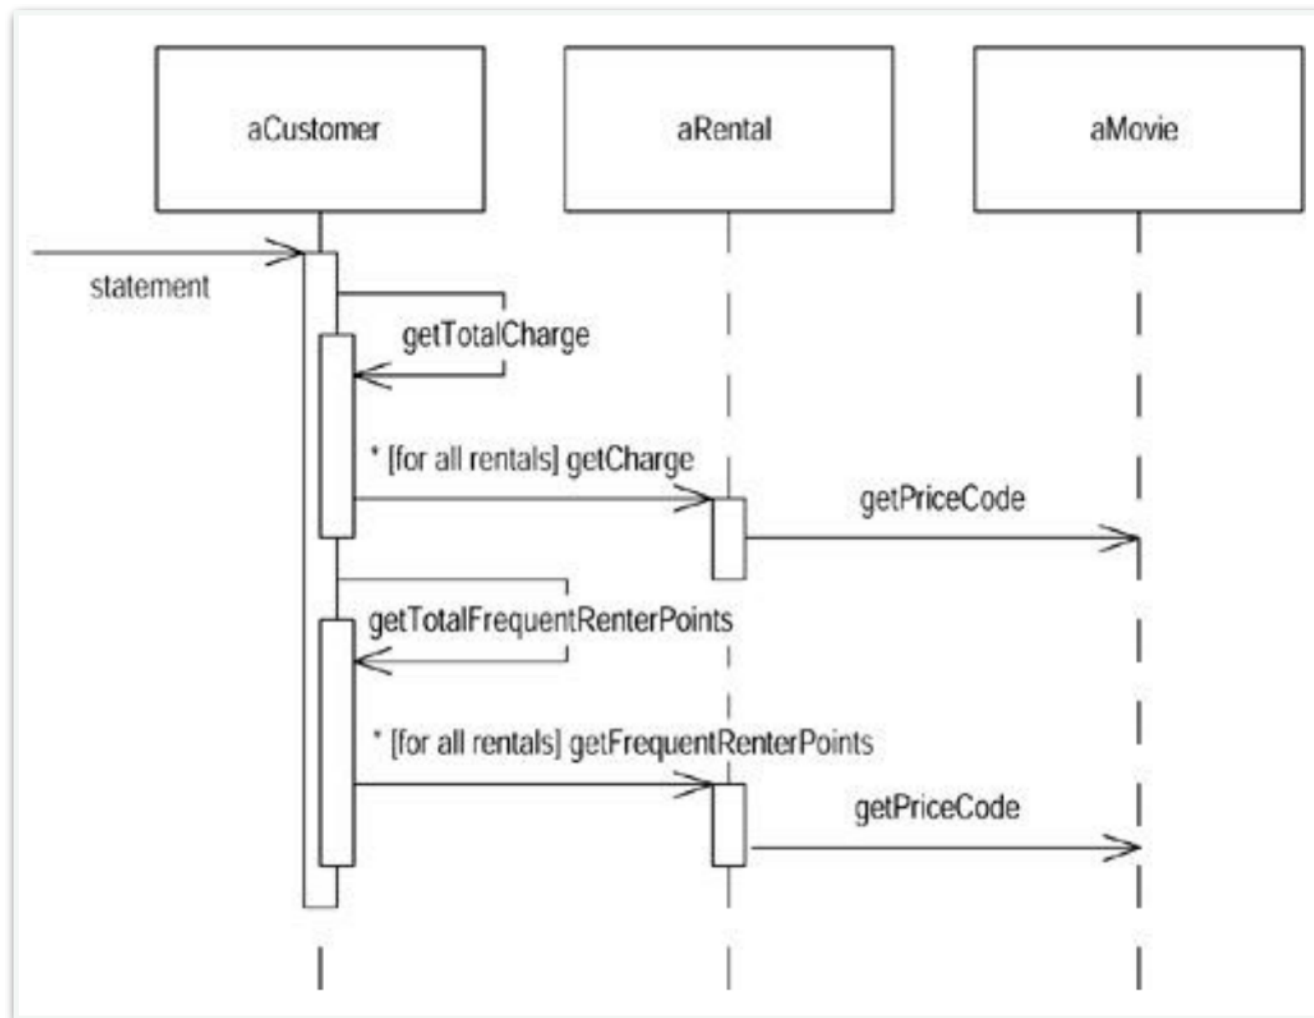 aCustomer
aRental
aMovie
statement
getTotalCharge
* [for all rentals] getCharge
getPriceCode
getTotalFrequentRenterPoints
* [for all rentals] getFrequentRenterPoints
getPriceCode